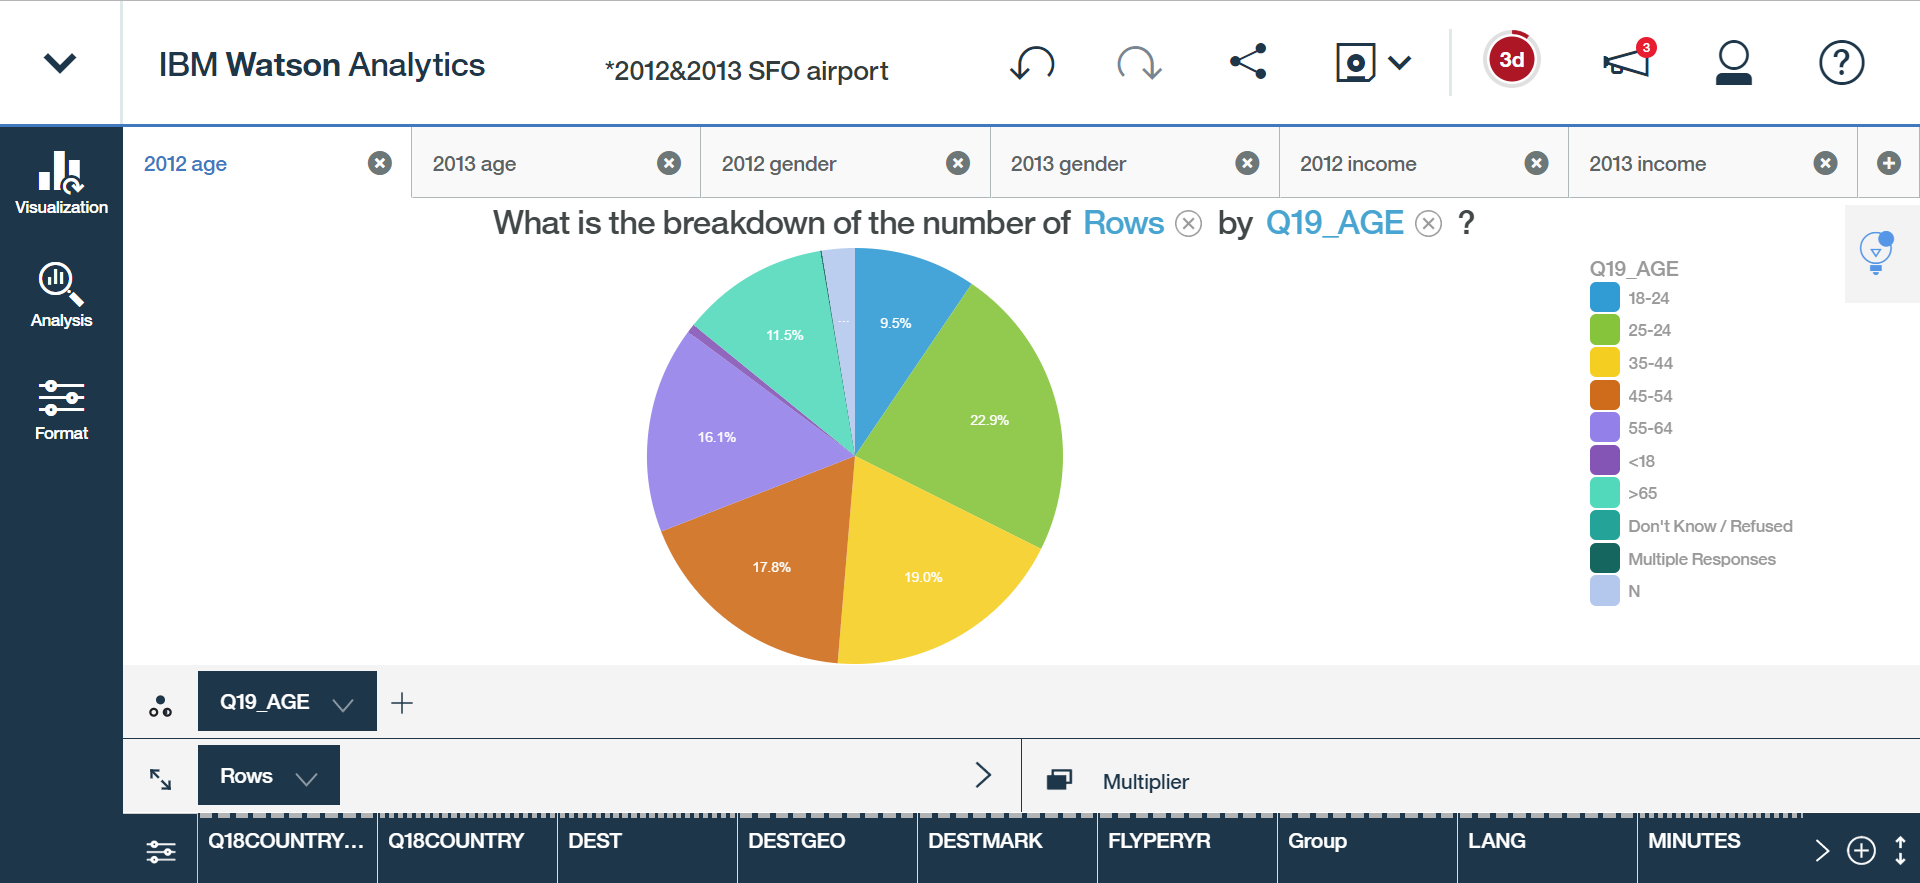 IBM Watson Analytics
*2012&2013 SFO airport
3d
3
?
Visualization
Analysis
Format
2012 age
2013 age
2012 gender
2013 gender
2012 income
2013 income
What is the breakdown of the number of Rows by Q19_AGE ?
9.5%
22.9%
19.0%
17.8%
16.1%
11.5%
...
Q19_AGE
18-24
25-24
35-44
45-54
55-64
<18
>65
Don't Know / Refused
Multiple Responses
N
Q19_AGE
Rows
Multiplier
Q18COUNTRY...
Q18COUNTRY
DEST
DESTGEO
DESTMARK
FLYPERYR
Group
LANG
MINUTES